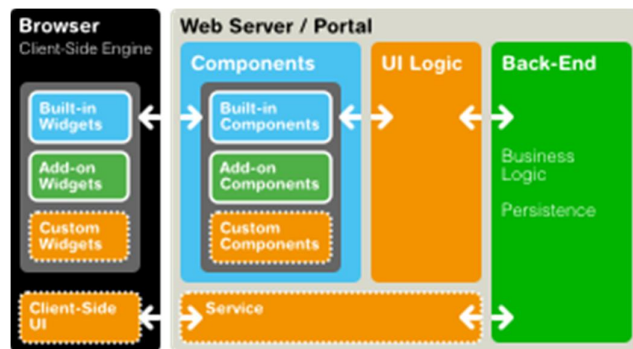 Browser
Client-Side Engine
Built-in
Widgets
Add-on
Widgets
Custom
Widgets
Client-Side
UI
Web Server / Portal
Components
Built-in
Components
Add-on
Components
Custom
Components
UI Logic
Service
Back-End
Business
Logic
Persistence